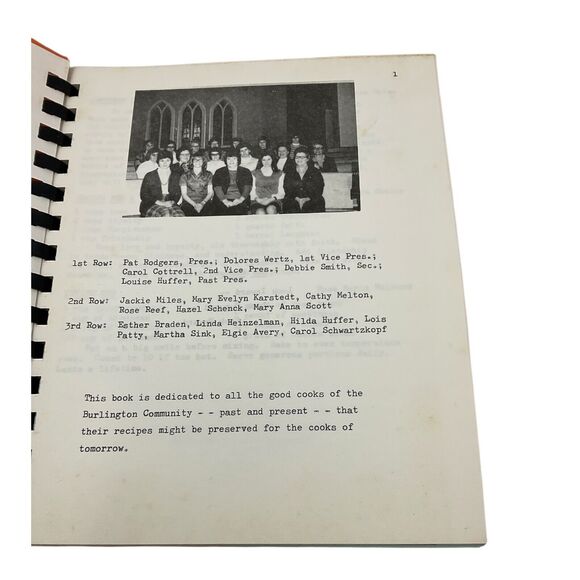 1
1st Row: Pat Rodgers, Pres.; Dolores Wertz, 1st Vice Pres.;
Carol Cottrell, 2nd Vice Pres.; Debbie Smith, Sec.;
Louise Huffer, Past Pres.
2nd Row: Jackie Miles, Mary Evelyn Karstedt, Cathy Melton,
Rose Reef, Hazel Schenck, Mary Anna Scott
3rd Row: Esther Braden, Linda Heinzelman, Hilda Huffer, Lois
Patty, Martha Sink, Elgie Avery, Carol Schwartzkopf
This book is dedicated to all the good cooks of the
Burlington Community - - past and present - - that
their recipes might be preserved for the cooks of
tomorrow.